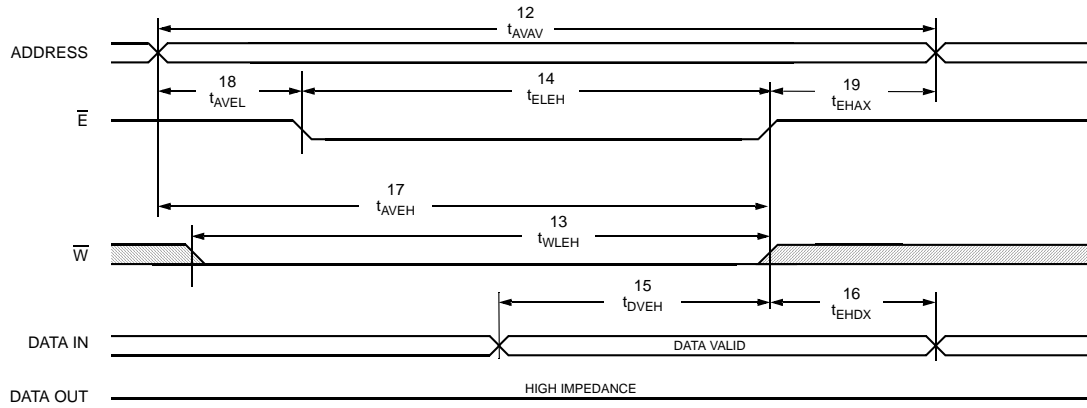 12
tAVAV
ADDRESS
18
tAVEL
14
tELEH
19
tEHAX
E̅
17
tAVEH
13
tWLEH
W̅
15
tDVEH
16
tEHDX
DATA IN
DATA VALID
DATA OUT
HIGH IMPEDANCE